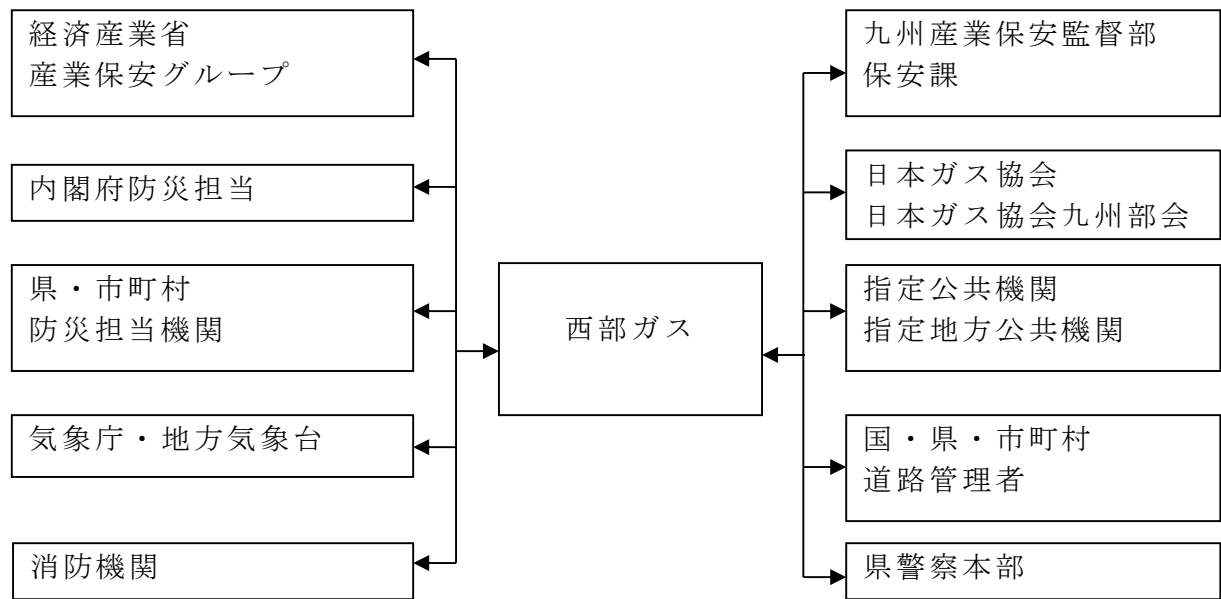 経済産業省
産業保安グループ
内閣府防災担当
県・市町村
防災担当機関
気象庁・地方気象台
消防機関
西部ガス
九州産業保安監督部
保安課
日本ガス協会
日本ガス協会九州部会
指定公共機関
指定地方公共機関
国・県・市町村
道路管理者
県警察本部